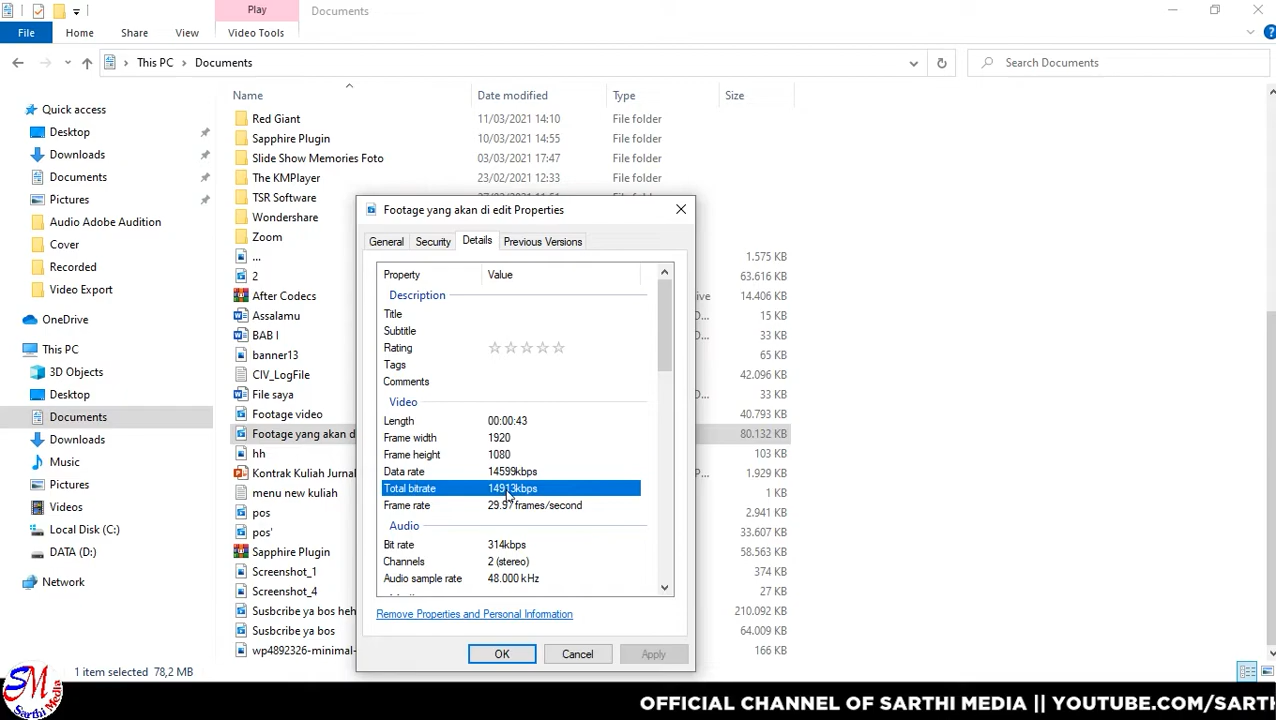 Play
Documents
File
Home
Share
View
Video Tools
This PC
Documents
Search Documents
Quick access
Desktop
Downloads
Documents
Pictures
Audio Adobe Audition
Cover
Recorded
Video Export
OneDrive
This PC
3D Objects
Desktop
Documents
Downloads
Music
Pictures
Videos
Local Disk (C:)
DATA (D:)
Network
Name Date modified Type Size
Red Giant 11/03/2021 14:10 File folder
Sapphire Plugin 10/03/2021 14:55 File folder
Slide Show Memories Foto 03/03/2021 17:47 File folder
The KMPlayer 23/02/2021 12:33 File folder
TSR Software
Wondershare
Zoom
... 1.575 KB
2 63.616 KB
After Codecs ive 14.406 KB
Assalamu D... 17 KB
BAB I D... 33 KB
banner13 65 KB
CIV_LogFile 42.096 KB
File saya D... 33 KB
Footage video 40.793 KB
Footage yang akan d 80.132 KB
hh 103 KB
Kontrak Kuliah Jurnal P... 1.929 KB
menu new kuliah 1 KB
pos 2.941 KB
pos' 33.607 KB
Sapphire Plugin 58.563 KB
Screenshot_1 374 KB
Screenshot_4 27 KB
Susbcribe ya bos heh 210.092 KB
Susbcribe ya bos 64.009 KB
wp4892326-minimal- 166 KB
Footage yang akan di edit Properties
General Security Details Previous Versions
Property Value
Description
Title
Subtitle
Rating
Tags
Comments
Video
Length 00:00:43
Frame width 1920
Frame height 1080
Data rate 14599kbps
Total bitrate 14913kbps
Frame rate 29.97 frames/second
Audio
Bit rate 314kbps
Channels 2 (stereo)
Audio sample rate 48.000 kHz
Remove Properties and Personal Information
OK Cancel Apply
1 item selected 78,2 MB
SM
Sarthi Media
OFFICIAL CHANNEL OF SARTHI MEDIA || YOUTUBE.COM/SARTH